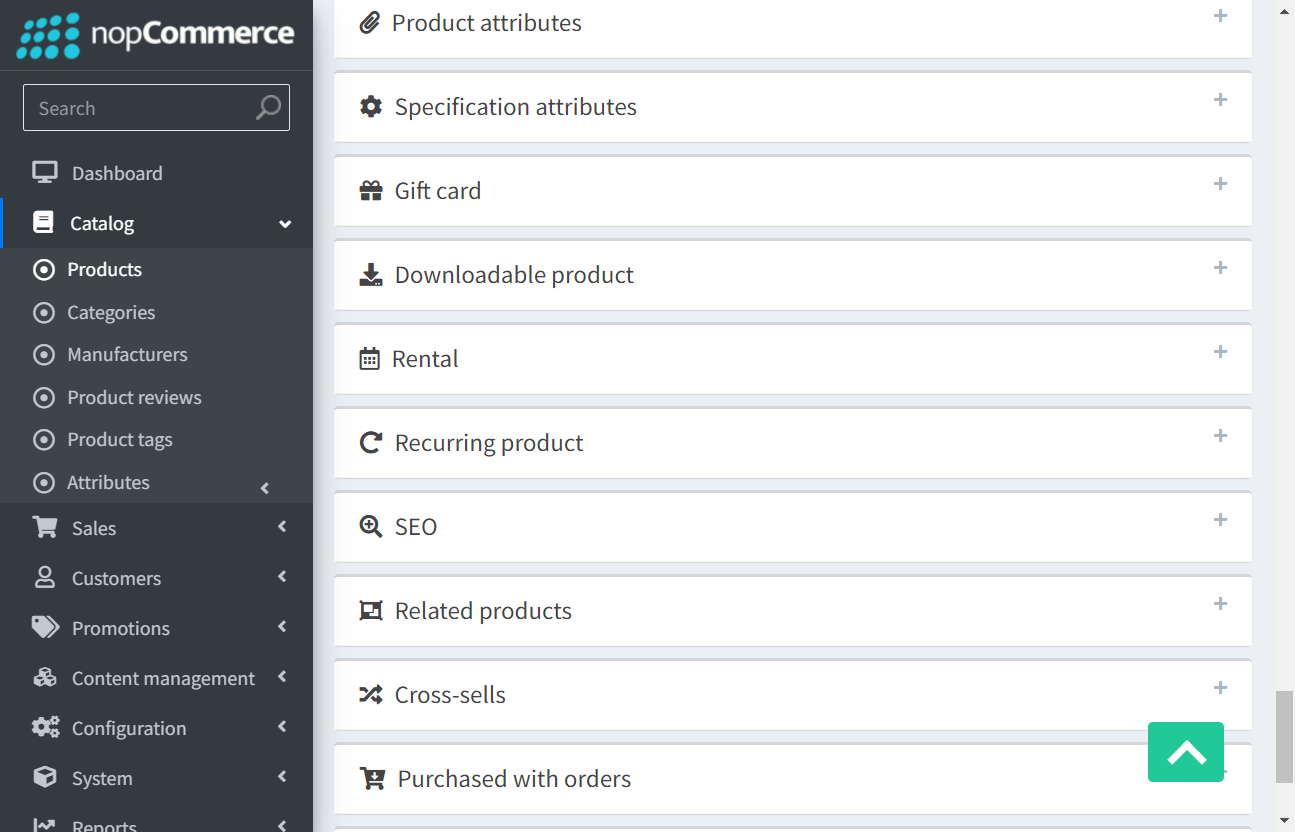 nopCommerce
Search
Dashboard
Catalog
Products
Categories
Manufacturers
Product reviews
Product tags
Attributes
Sales
Customers
Promotions
Content management
Configuration
System
Reports
Product attributes
Specification attributes
Gift card
Downloadable product
Rental
Recurring product
SEO
Related products
Cross-sells
Purchased with orders